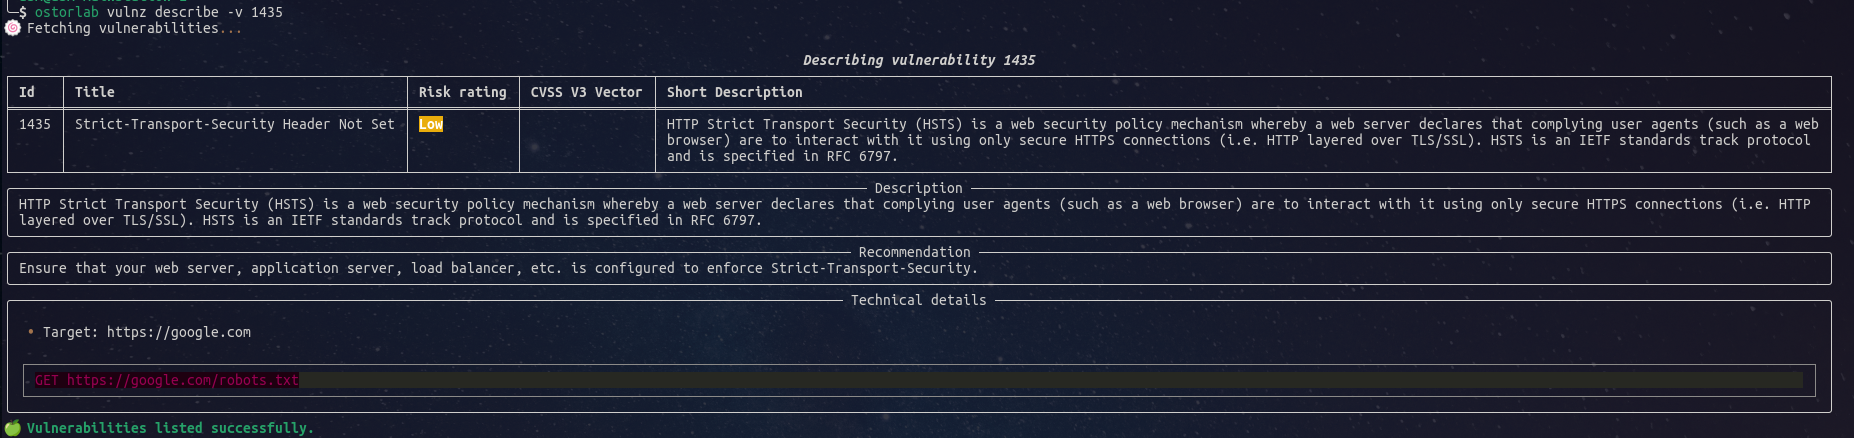 $ ostorlab vulnz describe -v 1435
Fetching vulnerabilities...
Describing vulnerability 1435
Id Title Risk rating CVSS V3 Vector Short Description
1435 Strict-Transport-Security Header Not Set Low HTTP Strict Transport Security (HSTS) is a web security policy mechanism whereby a web server declares that complying user agents (such as a web
browser) are to interact with it using only secure HTTPS connections (i.e. HTTP layered over TLS/SSL). HSTS is an IETF standards track protocol
and is specified in RFC 6797.
Description
HTTP Strict Transport Security (HSTS) is a web security policy mechanism whereby a web server declares that complying user agents (such as a web browser) are to interact with it using only secure HTTPS connections (i.e. HTTP
layered over TLS/SSL). HSTS is an IETF standards track protocol and is specified in RFC 6797.
Recommendation
Ensure that your web server, application server, load balancer, etc. is configured to enforce Strict-Transport-Security.
Technical details
• Target: https://google.com
GET https://google.com/robots.txt
Vulnerabilities listed successfully.